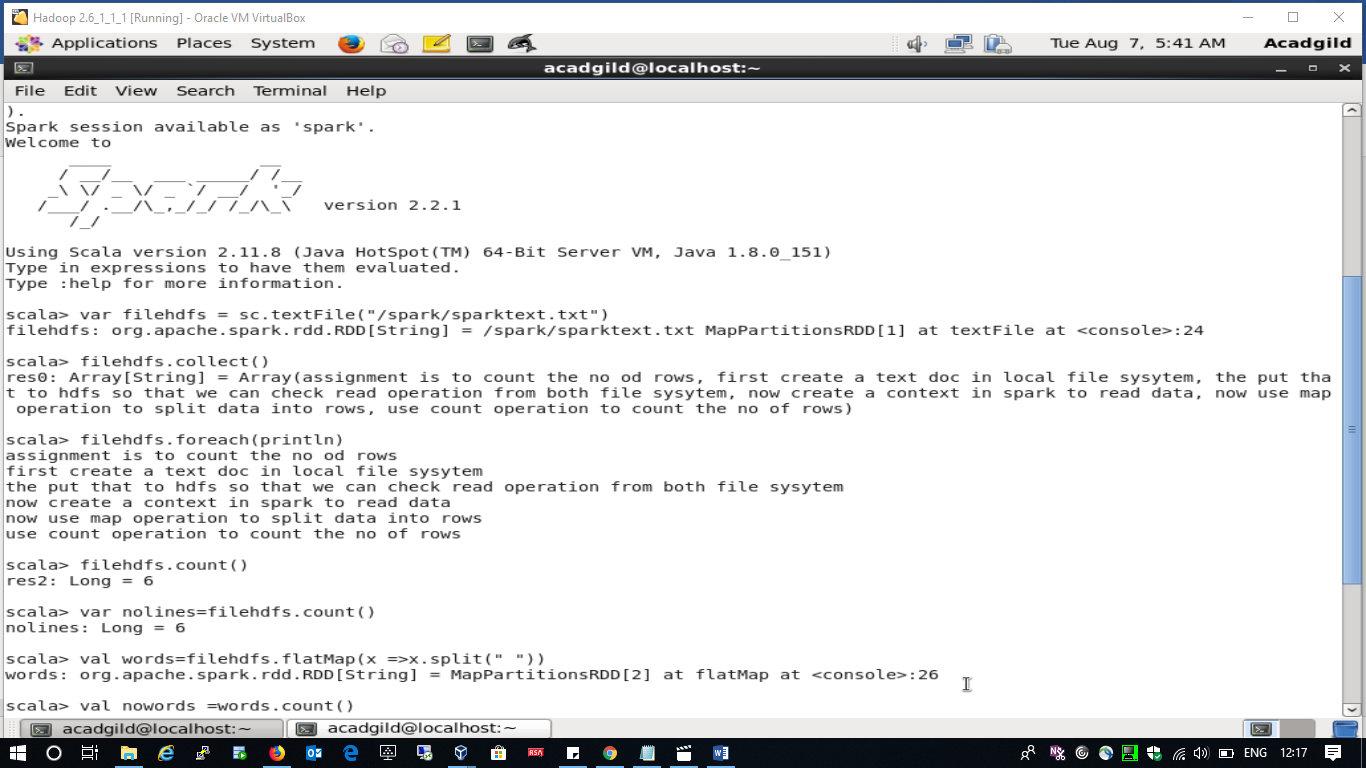 Hadoop 2.6_1_1_1 [Running] - Oracle VM VirtualBox
Applications Places System Tue Aug 7, 5:41 AM Acadgild
acadgild@localhost:~
File Edit View Search Terminal Help
).
Spark session available as 'spark'.
Welcome to
      ____              __
     / __/__  ___ _____/ /__
    _\ \/ _ \/ _ `/ __/  '_/
   /___/ .__/\_,_/_/ /_/\_\   version 2.2.1
      /_/
Using Scala version 2.11.8 (Java HotSpot(TM) 64-Bit Server VM, Java 1.8.0_151)
Type in expressions to have them evaluated.
Type :help for more information.
scala> var filehdfs = sc.textFile("/spark/sparktext.txt")
filehdfs: org.apache.spark.rdd.RDD[String] = /spark/sparktext.txt MapPartitionsRDD[1] at textFile at <console>:24
scala> filehdfs.collect()
res0: Array[String] = Array(assignment is to count the no od rows, first create a text doc in local file sysytem, the put tha
t to hdfs so that we can check read operation from both file sysytem, now create a context in spark to read data, now use map
 operation to split data into rows, use count operation to count the no of rows)
scala> filehdfs.foreach(println)
assignment is to count the no od rows
first create a text doc in local file sysytem
the put that to hdfs so that we can check read operation from both file sysytem
now create a context in spark to read data
now use map operation to split data into rows
use count operation to count the no of rows
scala> filehdfs.count()
res2: Long = 6
scala> var nolines=filehdfs.count()
nolines: Long = 6
scala> val words=filehdfs.flatMap(x =>x.split(" "))
words: org.apache.spark.rdd.RDD[String] = MapPartitionsRDD[2] at flatMap at <console>:26
scala> val nowords =words.count()
acadgild@localhost:~ acadgild@localhost:~
RSA ENG 12:17